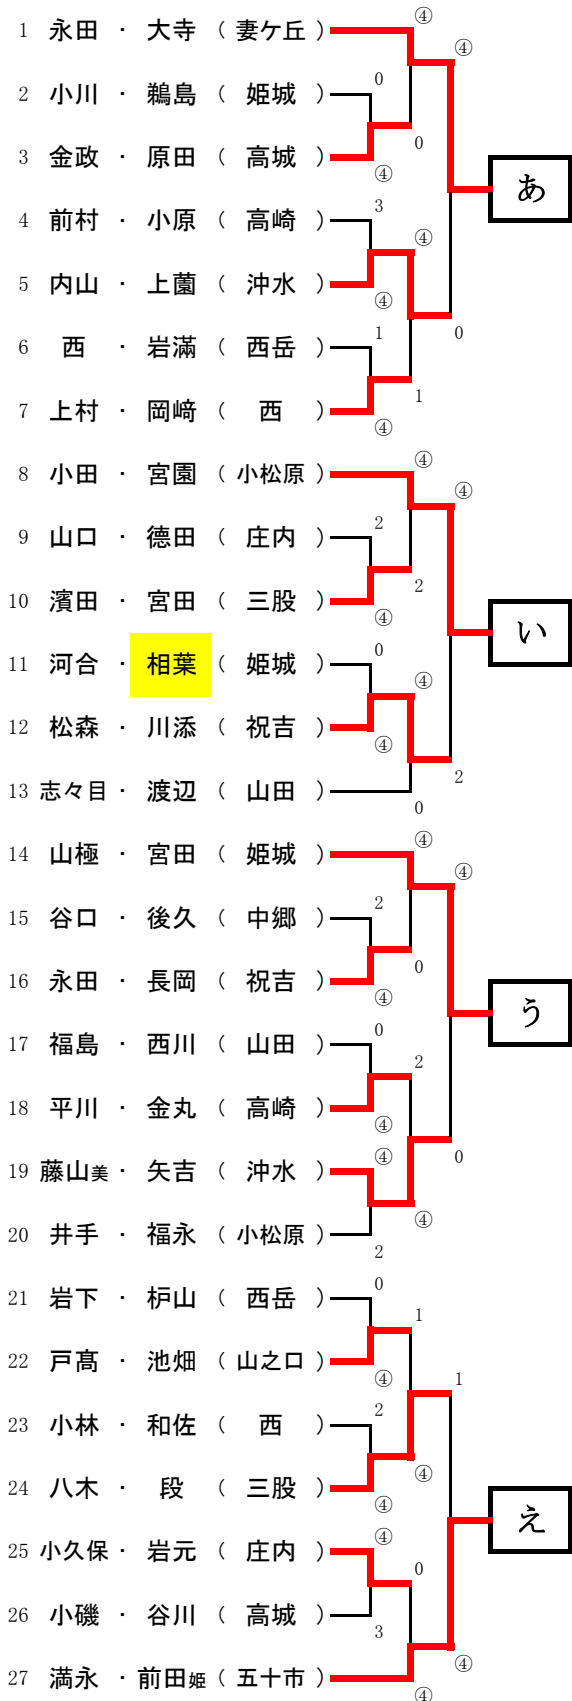 1 永田 ・ 大寺 （ 妻ケ丘 ）
④
④
2 小川 ・ 鵜島 （ 姫城 ）
0
0
3 金政 ・ 原田 （ 高城 ）
④
あ
4 前村 ・ 小原 （ 高崎 ）
3
④
5 内山 ・ 上薗 （ 沖水 ）
④
0
6 西 ・ 岩滿 （ 西岳 ）
1
1
7 上村 ・ 岡﨑 （ 西 ）
④
8 小田 ・ 宮園 （ 小松原 ）
④
④
9 山口 ・ 德田 （ 庄内 ）
2
2
10 濱田 ・ 宮田 （ 三股 ）
④
い
11 河合 ・ 相葉 （ 姫城 ）
0
④
12 松森 ・ 川添 （ 祝吉 ）
④
2
13 志々目 ・ 渡辺 （ 山田 ）
0
14 山極 ・ 宮田 （ 姫城 ）
④
④
15 谷口 ・ 後久 （ 中郷 ）
2
0
16 永田 ・ 長岡 （ 祝吉 ）
④
う
17 福島 ・ 西川 （ 山田 ）
0
2
18 平川 ・ 金丸 （ 高崎 ）
④
④
19 藤山美 ・ 矢吉 （ 沖水 ）
0
④
20 井手 ・ 福永 （ 小松原 ）
2
21 岩下 ・ 枦山 （ 西岳 ）
0
1
22 戸髙 ・ 池畑 （ 山之口 ）
④
1
23 小林 ・ 和佐 （ 西 ）
2
④
24 八木 ・ 段 （ 三股 ）
④
え
④
25 小久保 ・ 岩元 （ 庄内 ）
0
26 小磯 ・ 谷川 （ 高城 ）
3
④
27 満永 ・ 前田姫 （ 五十市 ）
④